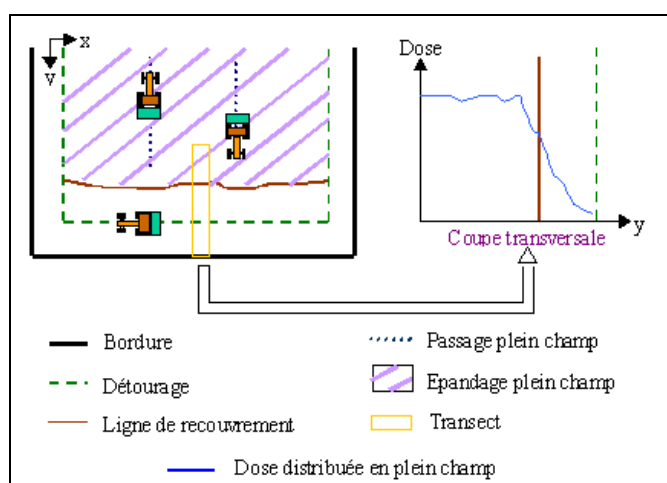 x
y
Dose
y
Coupe transversale
Bordure
Passage plein champ
Détourage
Epandage plein champ
Ligne de recouvrement
Transect
Dose distribuée en plein champ